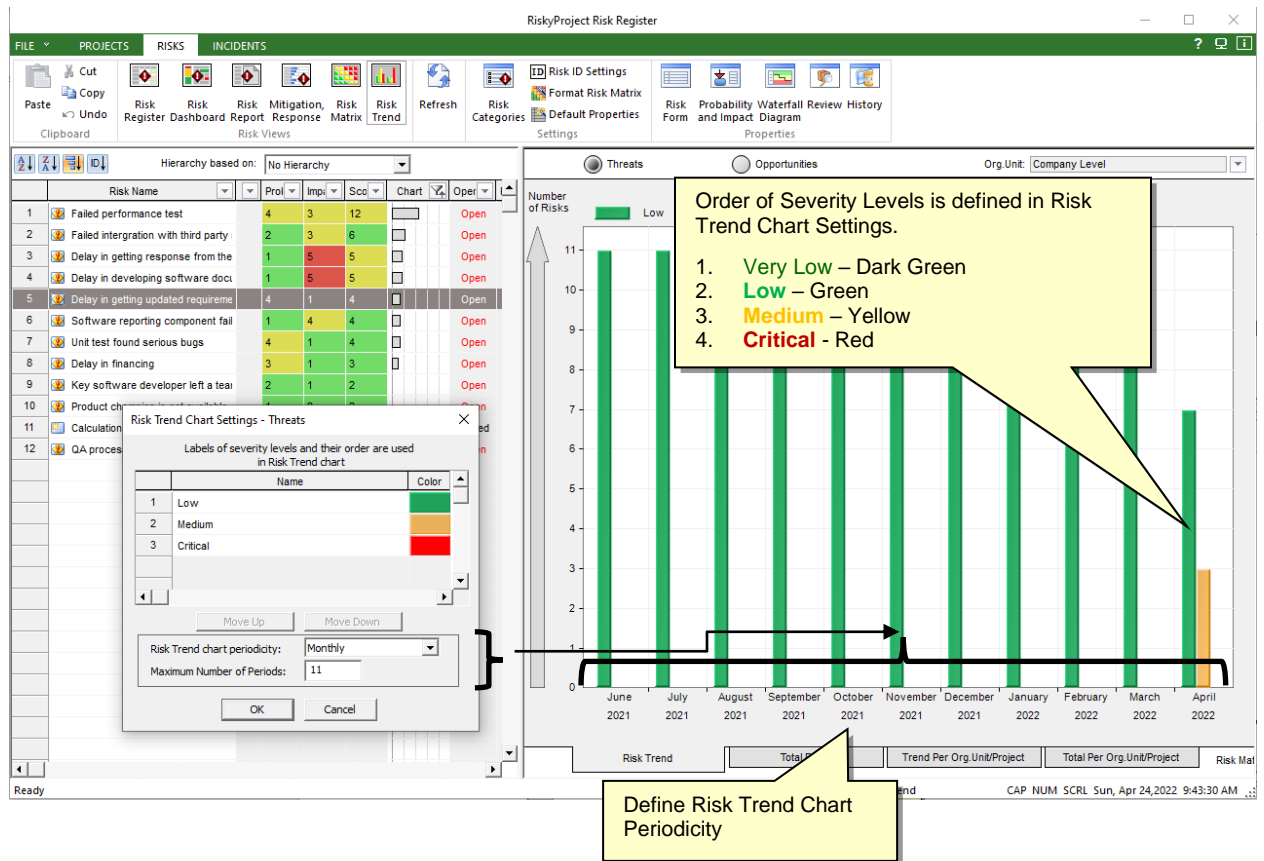 RiskyProject Risk Register
FILE PROJECTS RISKS INCIDENTS ?
Cut
Copy
Undo
Paste
Clipboard
Risk Register
Risk Dashboard
Risk Report
Mitigation, Response
Risk Matrix
Risk Trend
Risk Views
Refresh
Risk Categories
ID Risk ID Settings
Format Risk Matrix
Default Properties
Settings
Risk Form
Probability and Impact
Waterfall Diagram
Review
History
Properties
Hierarchy based on: No Hierarchy
Threats Opportunities Org.Unit: Company Level
Risk Name Prol Impa Sco Chart Oper
1 Failed performance test 4 3 12 Open
2 Failed intergration with third party 2 3 6 Open
3 Delay in getting response from the 1 5 5 Open
4 Delay in developing software docu 1 5 5 Open
5 Delay in getting updated requireme 4 1 4 Open
6 Software reporting component fail 1 4 4 Open
7 Unit test found serious bugs 4 1 4 Open
8 Delay in financing 3 1 3 Open
9 Key software developer left a tear 2 1 2 Open
10 Product
11 Calculation
12 QA proces
Risk Trend Chart Settings - Threats
Labels of severity levels and their order are used
in Risk Trend chart
Name Color
1 Low
2 Medium
3 Critical
Move Up Move Down
Risk Trend chart periodicity: Monthly
Maximum Number of Periods: 11
OK Cancel
Number
of Risks
Low
11
10
9
8
7
6
5
4
3
2
1
0
Order of Severity Levels is defined in Risk
Trend Chart Settings.
1. Very Low – Dark Green
2. Low – Green
3. Medium – Yellow
4. Critical - Red
June July August September October November December January February March April
2021 2021 2021 2021 2021 2021 2021 2022 2022 2022 2022
Risk Trend Total Trend Per Org.Unit/Project Total Per Org.Unit/Project Risk Mat
Define Risk Trend Chart
Periodicity
Ready CAP NUM SCRL Sun, Apr 24,2022 9:43:30 AM